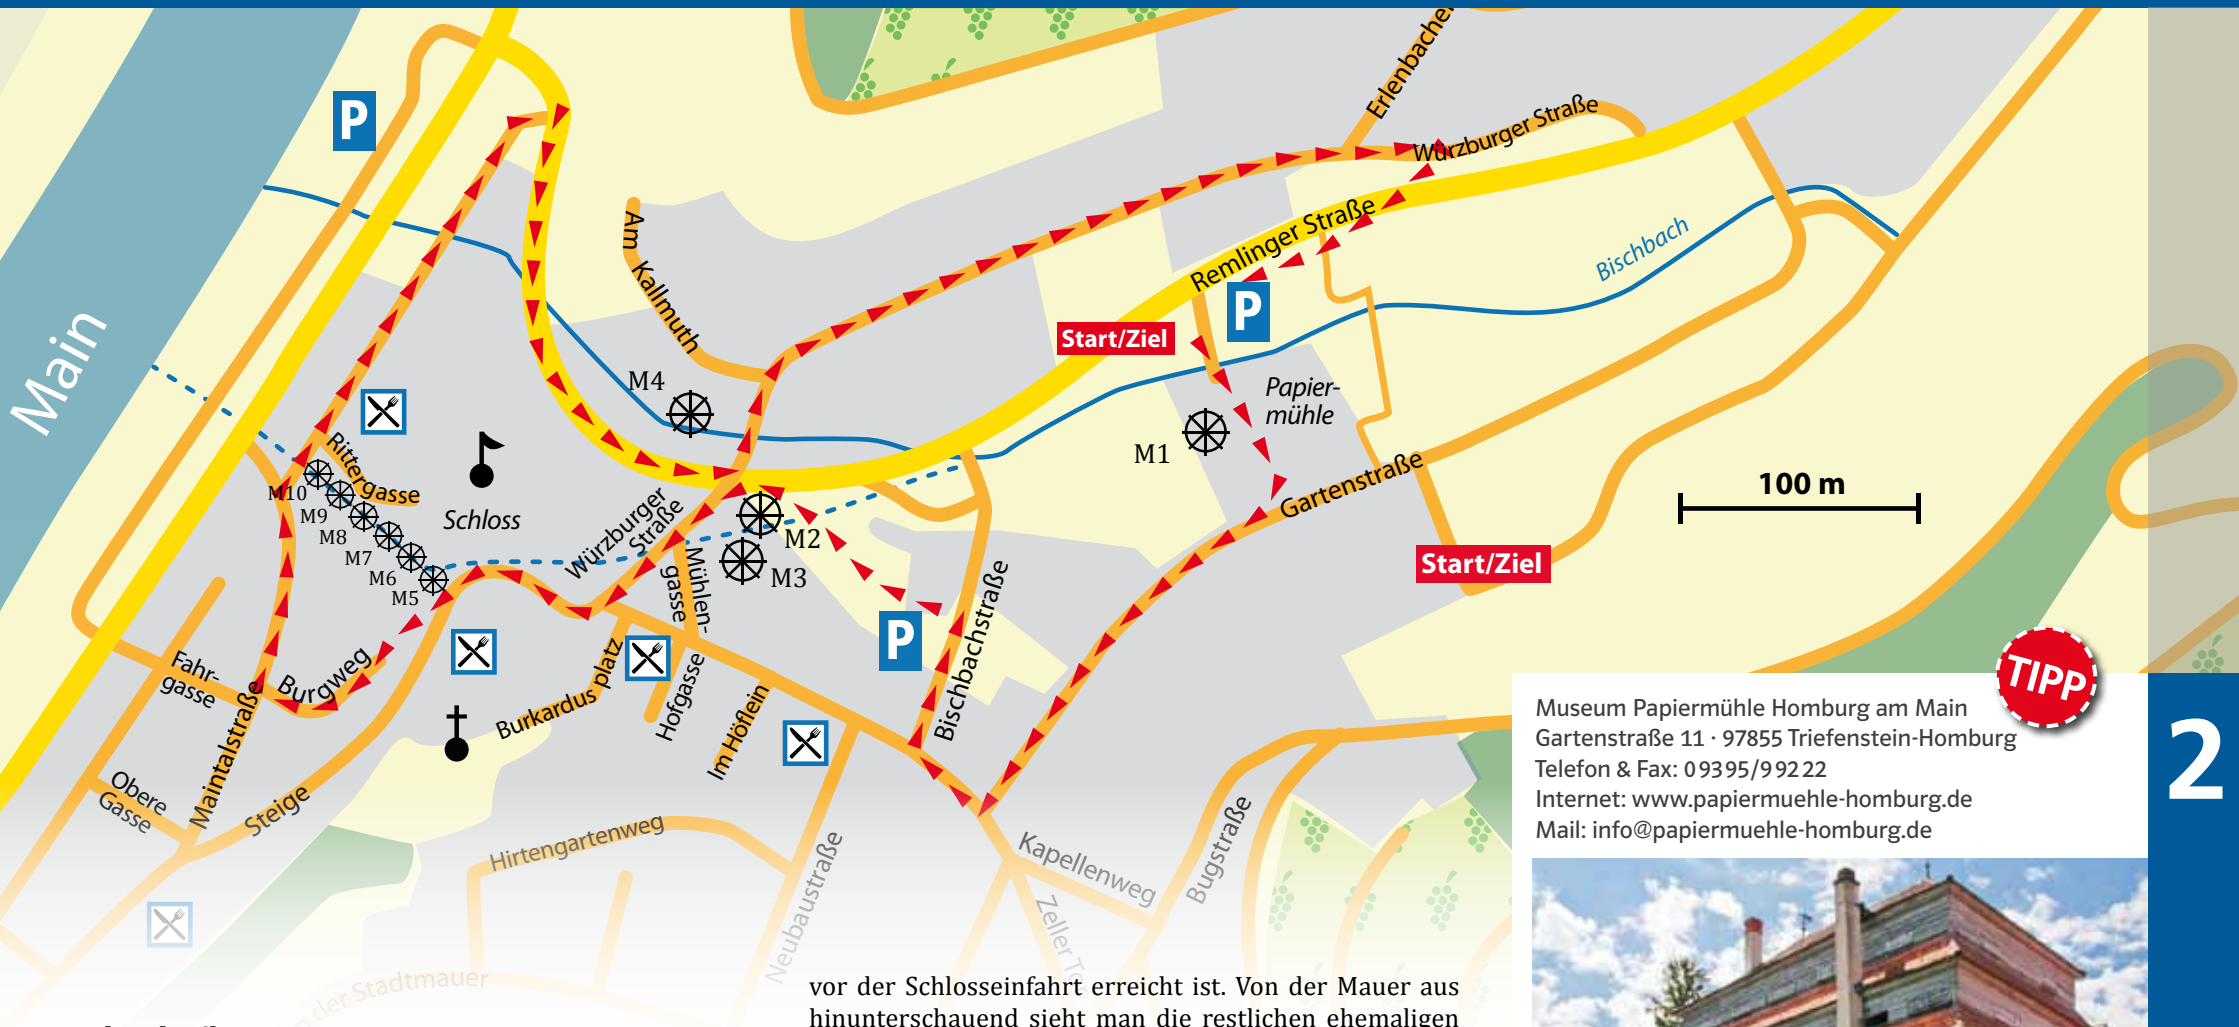 P
Erlenbacher
Würzburger Straße
Am
Kallmuth
Remlinger Straße
Bischbach
Main
P
Start/Ziel
M4
Papier-
mühle
M1
Rittergasse
M10
M9
M8
M7
M6
M5
Schloss
Würzburger
Straße
M2
M3
Mühlen-
gasse
Gartenstraße
100 m
Start/Ziel
P
Bischbachstraße
Fahr-
gasse
Burgweg
Burkardus platz
Hofgasse
Im Höflein
Maintalstraße
Obere
Gasse
Steige
Hirtengartenweg
Neubaustraße
Kapellenweg
Bugstraße
Zeller
der Stadtmauer
TIPP
2
Museum Papiermühle Homburg am Main
Gartenstraße 11 · 97855 Triefenstein-Homburg
Telefon & Fax: 09395/99222
Internet: www.papiermuehle-homburg.de
Mail: info@papiermuehle-homburg.de
vor der Schlosseinfahrt erreicht ist. Von der Mauer aus
hinunterschauend sieht man die restlichen ehemaligen